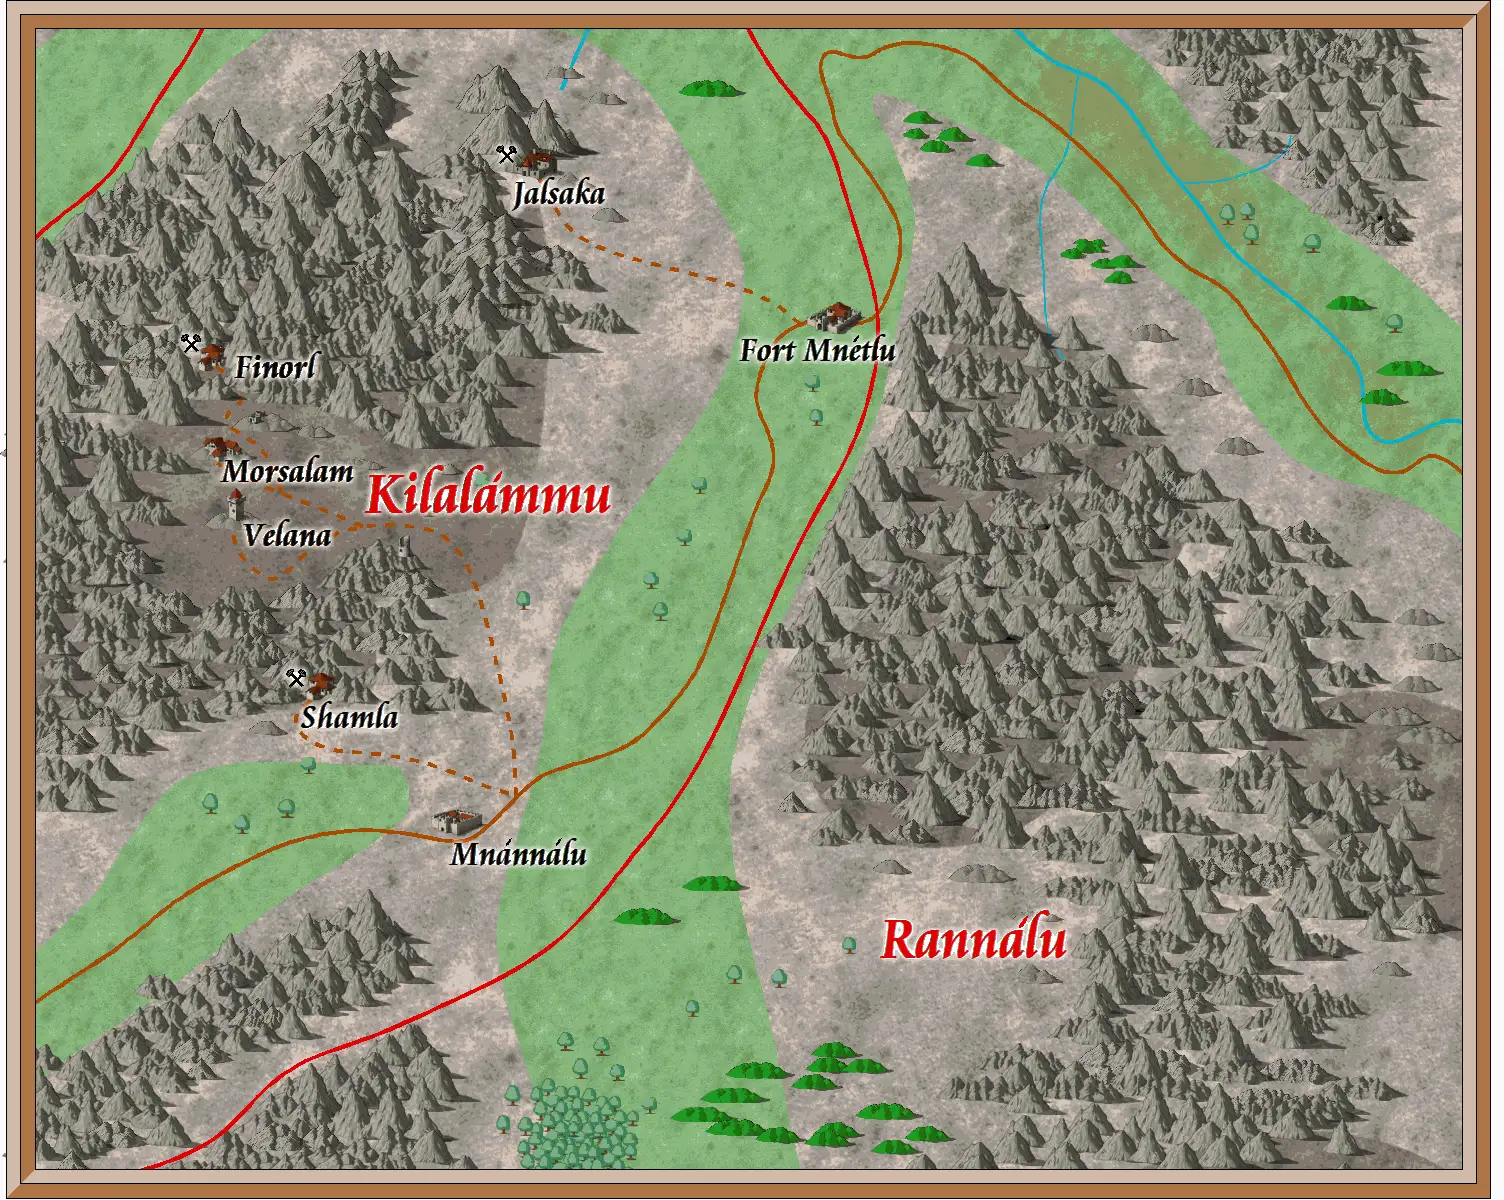 Jalsaka
Fort Mnétlu
Finorl
Morsalam
Kilalámmu
Velana
Shamla
Mnánnálu
Rannálu